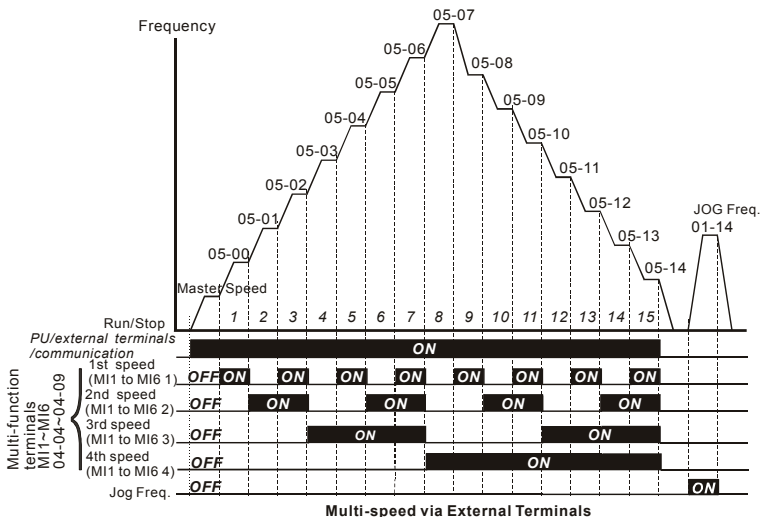 Frequency
05-07
05-06
05-08
05-05
05-09
05-04
05-10
05-03
05-11
05-02
05-12
JOG Freq.
01-14
05-01
05-13
05-00
05-14
Master Speed
Run/Stop 1 2 3 4 5 6 7 8 9 10 11 12 13 14 15
PU/external terminals
/communication
ON
Multi-function
terminals
MI1~MI6
04-04~04-09
1st speed
(MI1 to MI6 1)
OFF ON ON ON ON ON ON ON ON
2nd speed
(MI1 to MI6 2)
OFF ON ON ON ON
3rd speed
(MI1 to MI6 3)
OFF ON ON
4th speed
(MI1 to MI6 4)
OFF ON
Jog Freq. OFF ON
Multi-speed via External Terminals